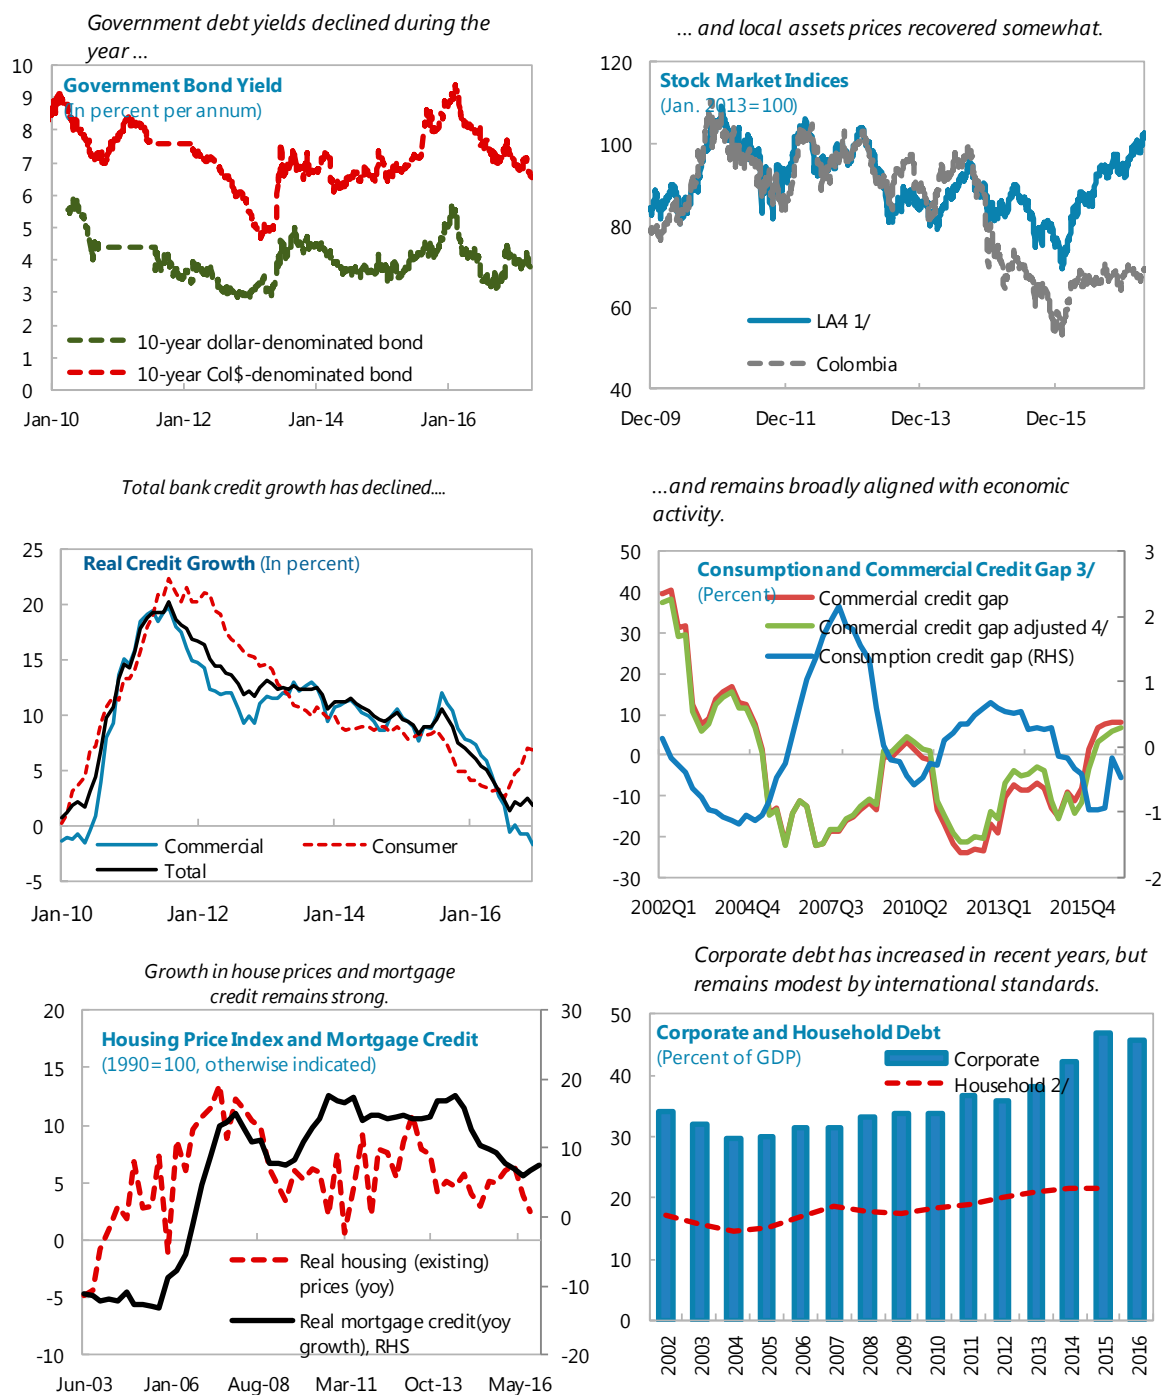 Government debt yields declined during the
year ...
Government Bond Yield
(In percent per annum)
10
9
8
7
6
5
4
3
2
1
0
10-year dollar-denominated bond
10-year Col$-denominated bond
Jan-10 Jan-12 Jan-14 Jan-16
... and local assets prices recovered somewhat.
Stock Market Indices
(Jan. 2013=100)
120
100
80
60
40
LA4 1/
Colombia
Dec-09 Dec-11 Dec-13 Dec-15
Total bank credit growth has declined....
Real Credit Growth (In percent)
25
20
15
10
5
0
-5
Commercial Consumer
Total
Jan-10 Jan-12 Jan-14 Jan-16
...and remains broadly aligned with economic
activity.
Consumption and Commercial Credit Gap 3/
(Percent)
Commercial credit gap
Commercial credit gap adjusted 4/
Consumption credit gap (RHS)
50
40
30
20
10
0
-10
-20
-30
3
2
1
0
-1
-2
2002Q1 2004Q4 2007Q3 2010Q2 2013Q1 2015Q4
Growth in house prices and mortgage
credit remains strong.
Housing Price Index and Mortgage Credit
(1990=100, otherwise indicated)
20
15
10
5
0
-5
-10
30
20
10
0
-10
-20
Real housing (existing)
prices (yoy)
Real mortgage credit(yoy
growth), RHS
Jun-03 Jan-06 Aug-08 Mar-11 Oct-13 May-16
Corporate debt has increased in recent years, but
remains modest by international standards.
Corporate and Household Debt
(Percent of GDP)
Corporate
Household 2/
50
40
30
20
10
0
2002 2003 2004 2005 2006 2007 2008 2009 2010 2011 2012 2013 2014 2015 2016